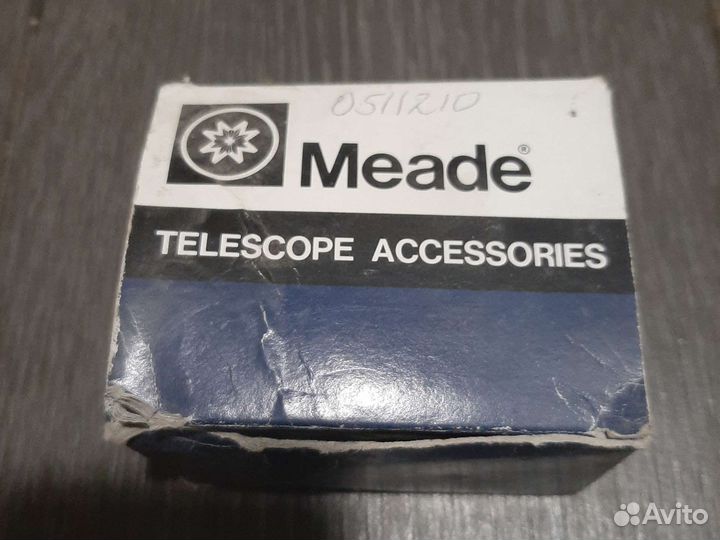 0511210
Meade®
TELESCOPE ACCESSORIES
Avito